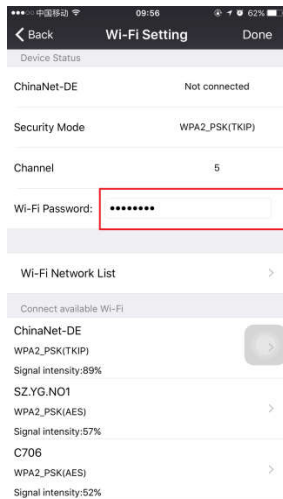 中国移动 09:56 62%
Back Wi-Fi Setting Done
Device Status
ChinaNet-DE Not connected
Security Mode WPA2_PSK(TKIP)
Channel 5
Wi-Fi Password: ••••••••
Wi-Fi Network List
Connect available Wi-Fi
ChinaNet-DE
WPA2_PSK(TKIP)
Signal intensity:89%
SZ.YG.NO1
WPA2_PSK(AES)
Signal intensity:57%
C706
WPA2_PSK(AES)
Signal intensity:52%